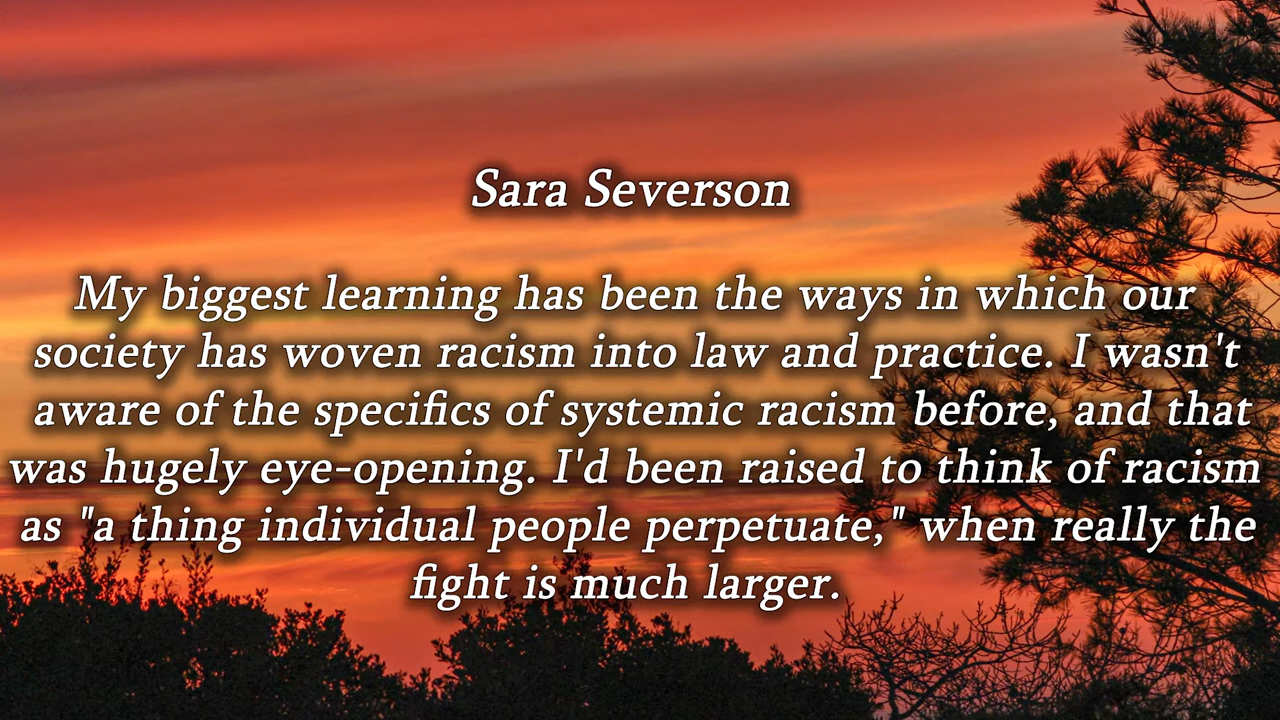 Sara Severson
My biggest learning has been the ways in which our
society has woven racism into law and practice. I wasn't
aware of the specifics of systemic racism before, and that
was hugely eye-opening. I'd been raised to think of racism
as "a thing individual people perpetuate," when really the
fight is much larger.